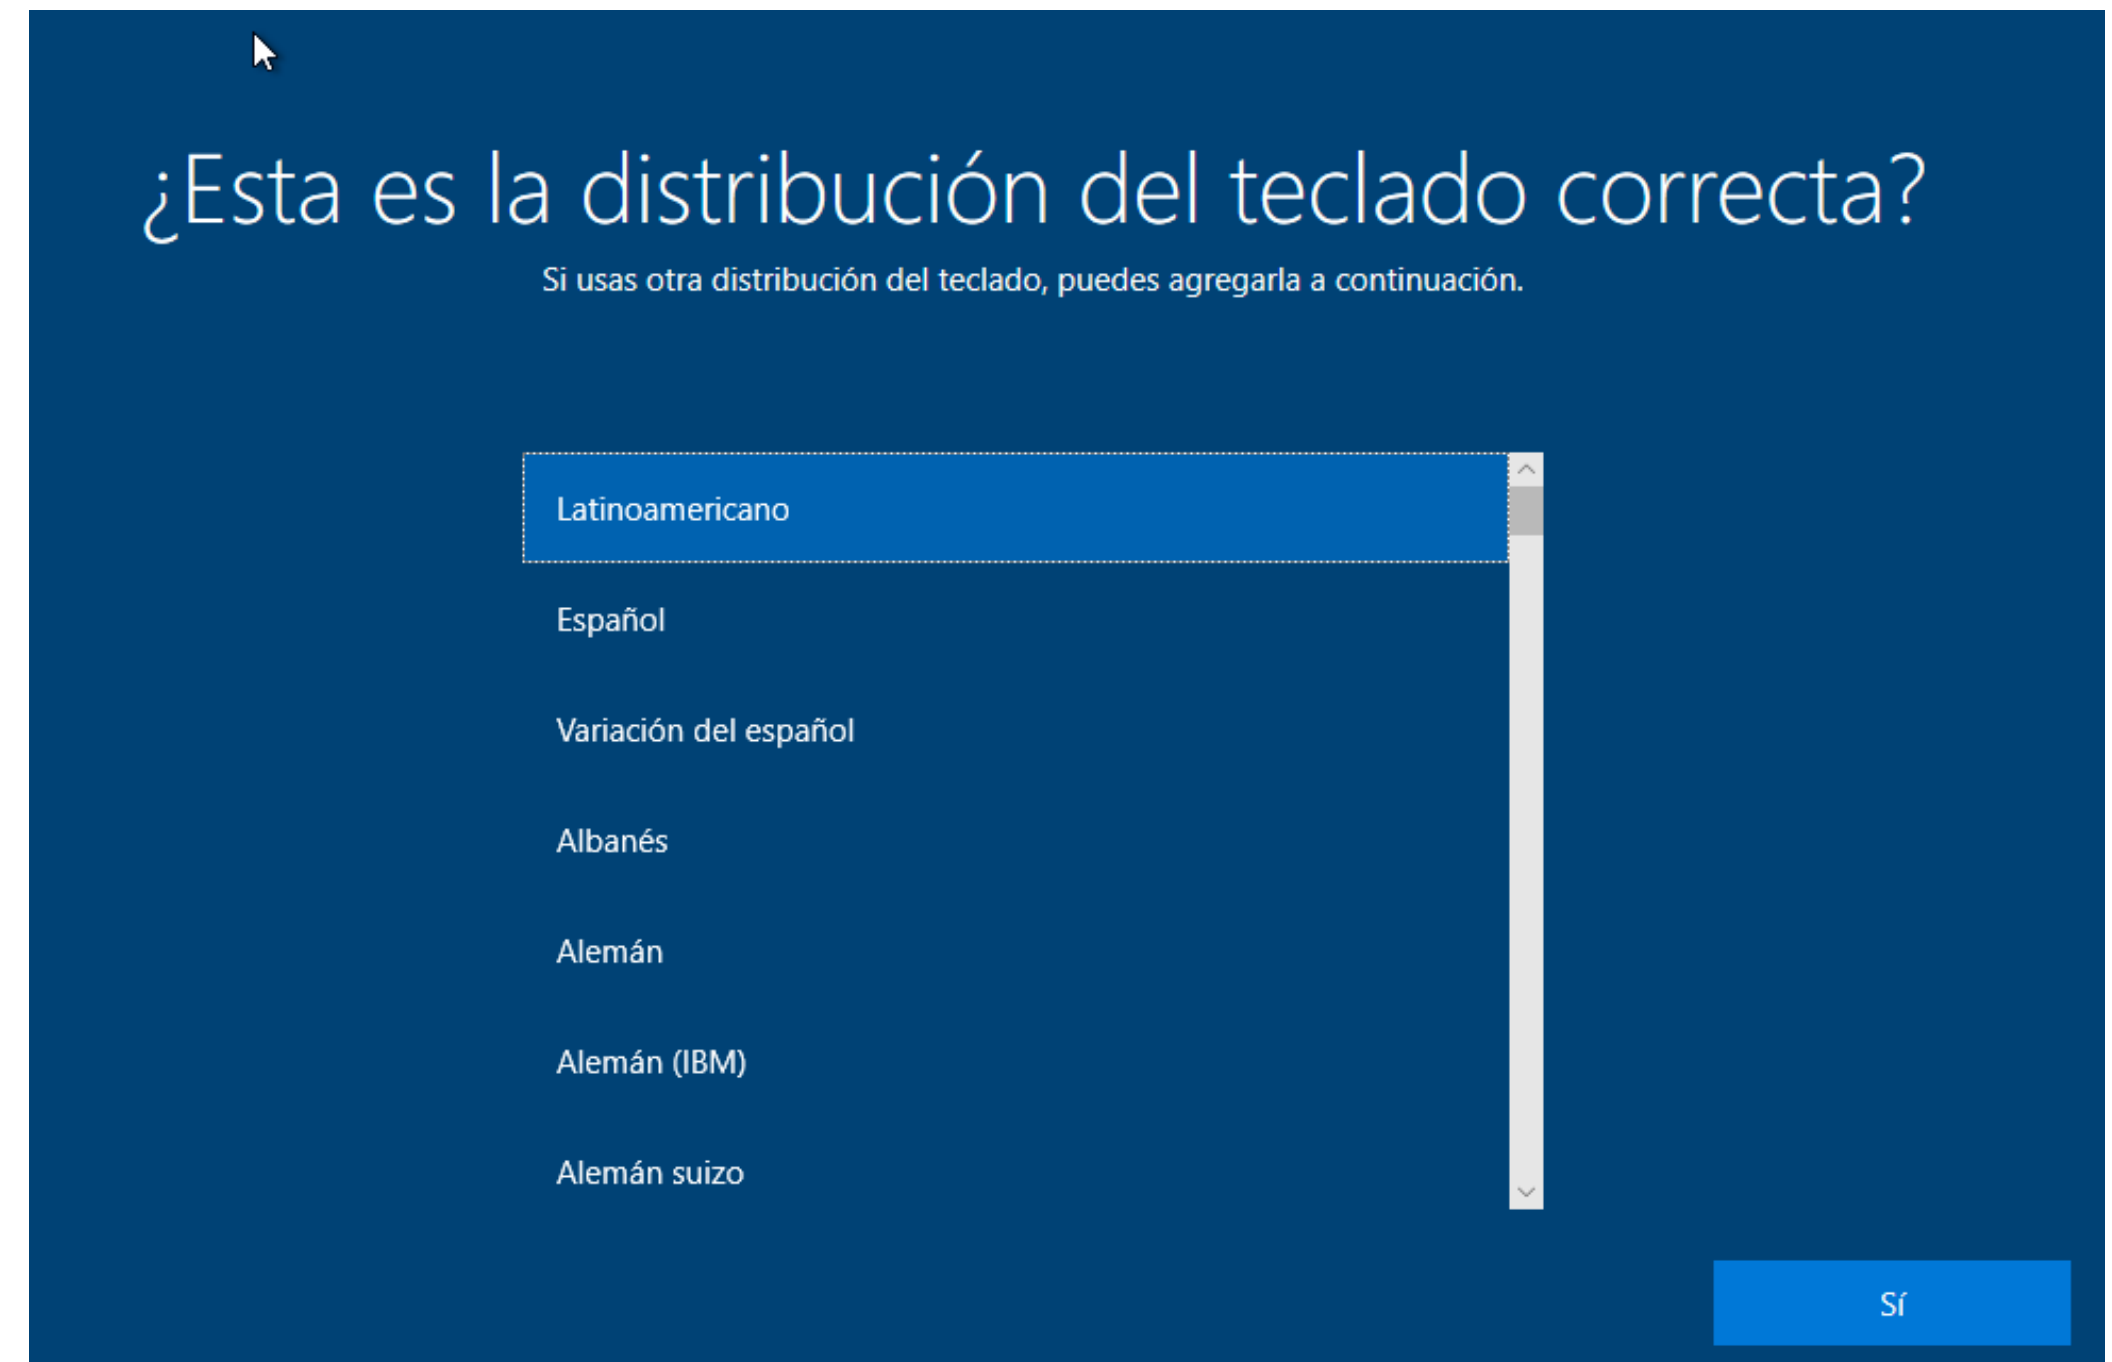 ¿Esta es la distribución del teclado correcta?
Si usas otra distribución del teclado, puedes agregarla a continuación.
Latinoamericano
Español
Variación del español
Albanés
Alemán
Alemán (IBM)
Alemán suizo
Sí